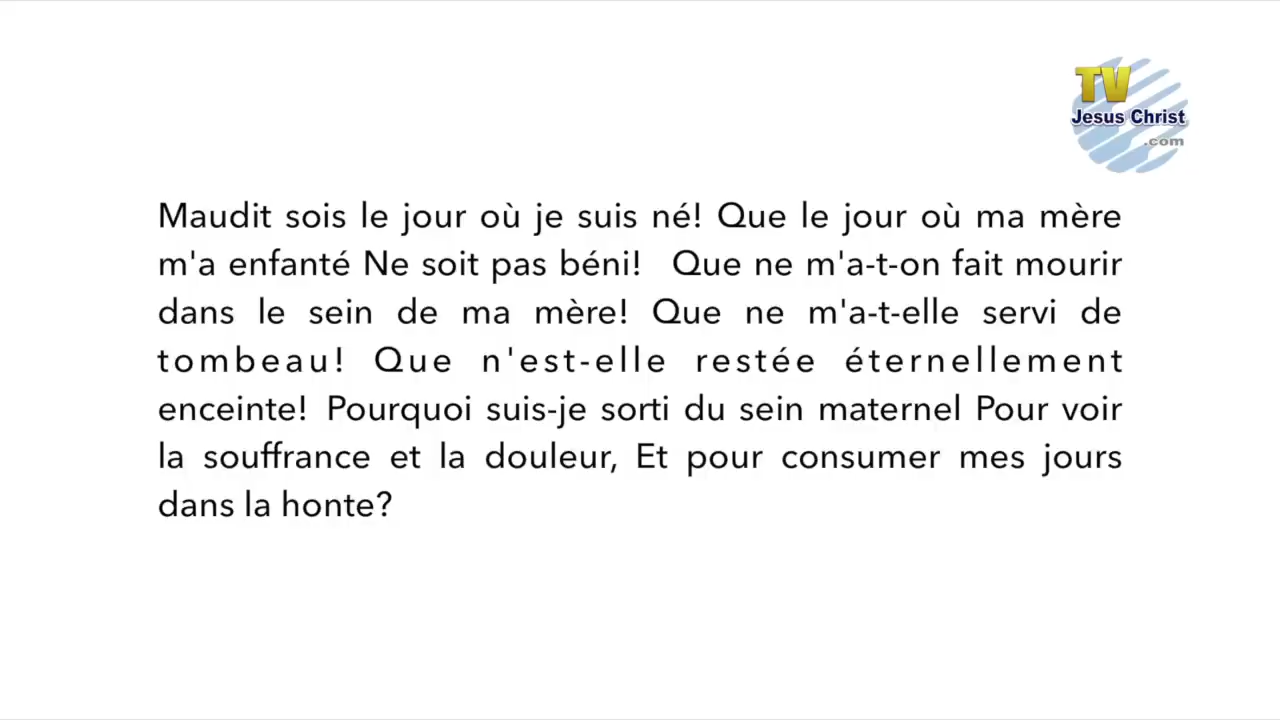 TV
Jesus Christ
.com
Maudit sois le jour où je suis né! Que le jour où ma mère
m'a enfanté Ne soit pas béni! Que ne m'a-t-on fait mourir
dans le sein de ma mère! Que ne m'a-t-elle servi de
tombeau! Que n'est-elle restée éternellement
enceinte! Pourquoi suis-je sorti du sein maternel Pour voir
la souffrance et la douleur, Et pour consumer mes jours
dans la honte?